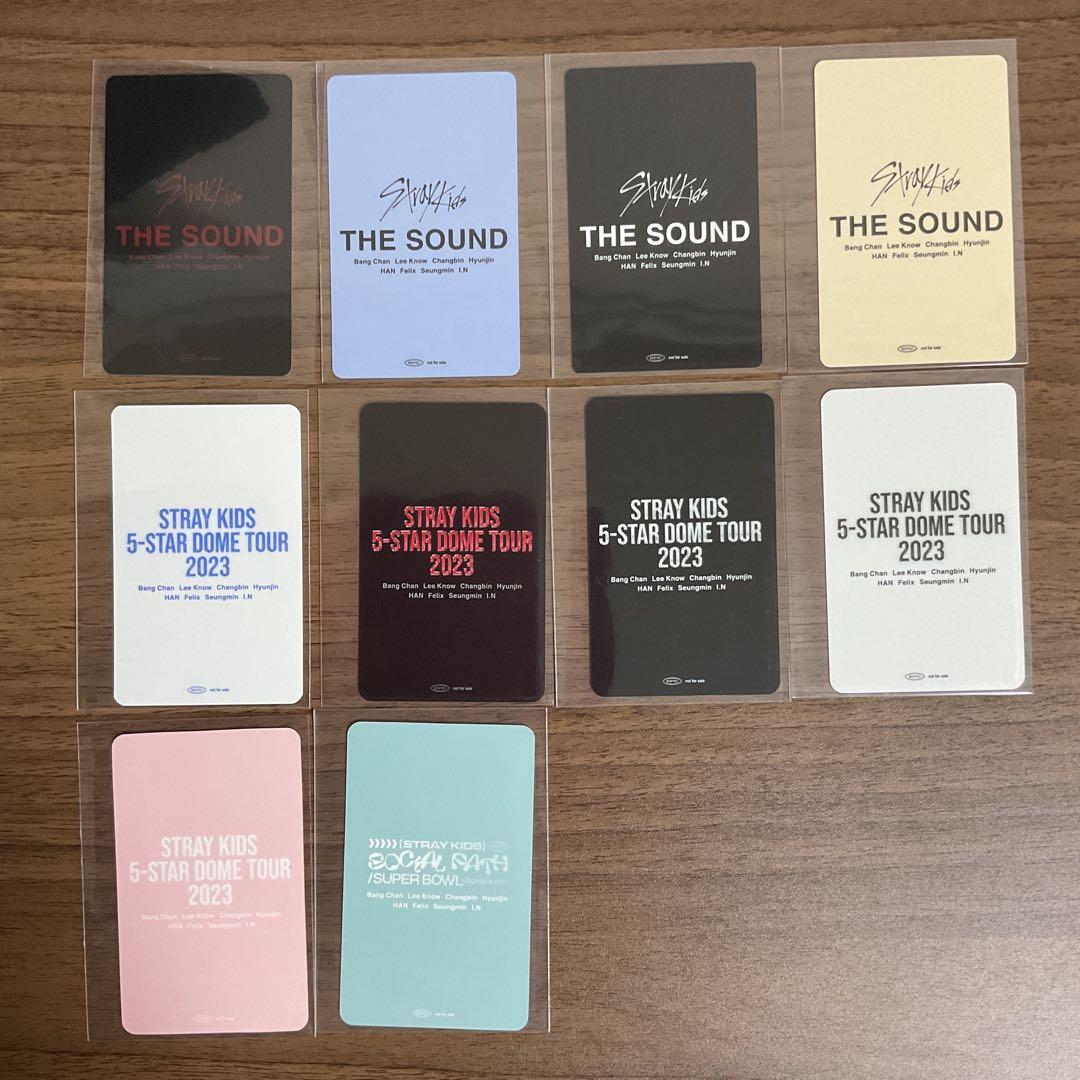 Stray Kids
THE SOUND
Bang Chan Lee Know Changbin Hyunjin
HAN Felix Seungmin I.N
not for sale
Stray Kids
THE SOUND
Bang Chan Lee Know Changbin Hyunjin
HAN Felix Seungmin I.N
not for sale
Stray Kids
THE SOUND
Bang Chan Lee Know Changbin Hyunjin
HAN Felix Seungmin I.N
not for sale
Stray Kids
THE SOUND
Bang Chan Lee Know Changbin Hyunjin
HAN Felix Seungmin I.N
not for sale
STRAY KIDS
5-STAR DOME TOUR
2023
Bang Chan Lee Know Changbin Hyunjin
HAN Felix Seungmin I.N
not for sale
STRAY KIDS
5-STAR DOME TOUR
2023
Bang Chan Lee Know Changbin Hyunjin
HAN Felix Seungmin I.N
not for sale
STRAY KIDS
5-STAR DOME TOUR
2023
Bang Chan Lee Know Changbin Hyunjin
HAN Felix Seungmin I.N
not for sale
STRAY KIDS
5-STAR DOME TOUR
2023
Bang Chan Lee Know Changbin Hyunjin
HAN Felix Seungmin I.N
not for sale
STRAY KIDS
5-STAR DOME TOUR
2023
Bang Chan Lee Know Changbin Hyunjin
HAN Felix Seungmin I.N
not for sale
[STRAY KIDS]
SOCIAL PATH
/SUPER BOWL
Bang Chan Lee Know Changbin Hyunjin
HAN Felix Seungmin I.N
not for sale